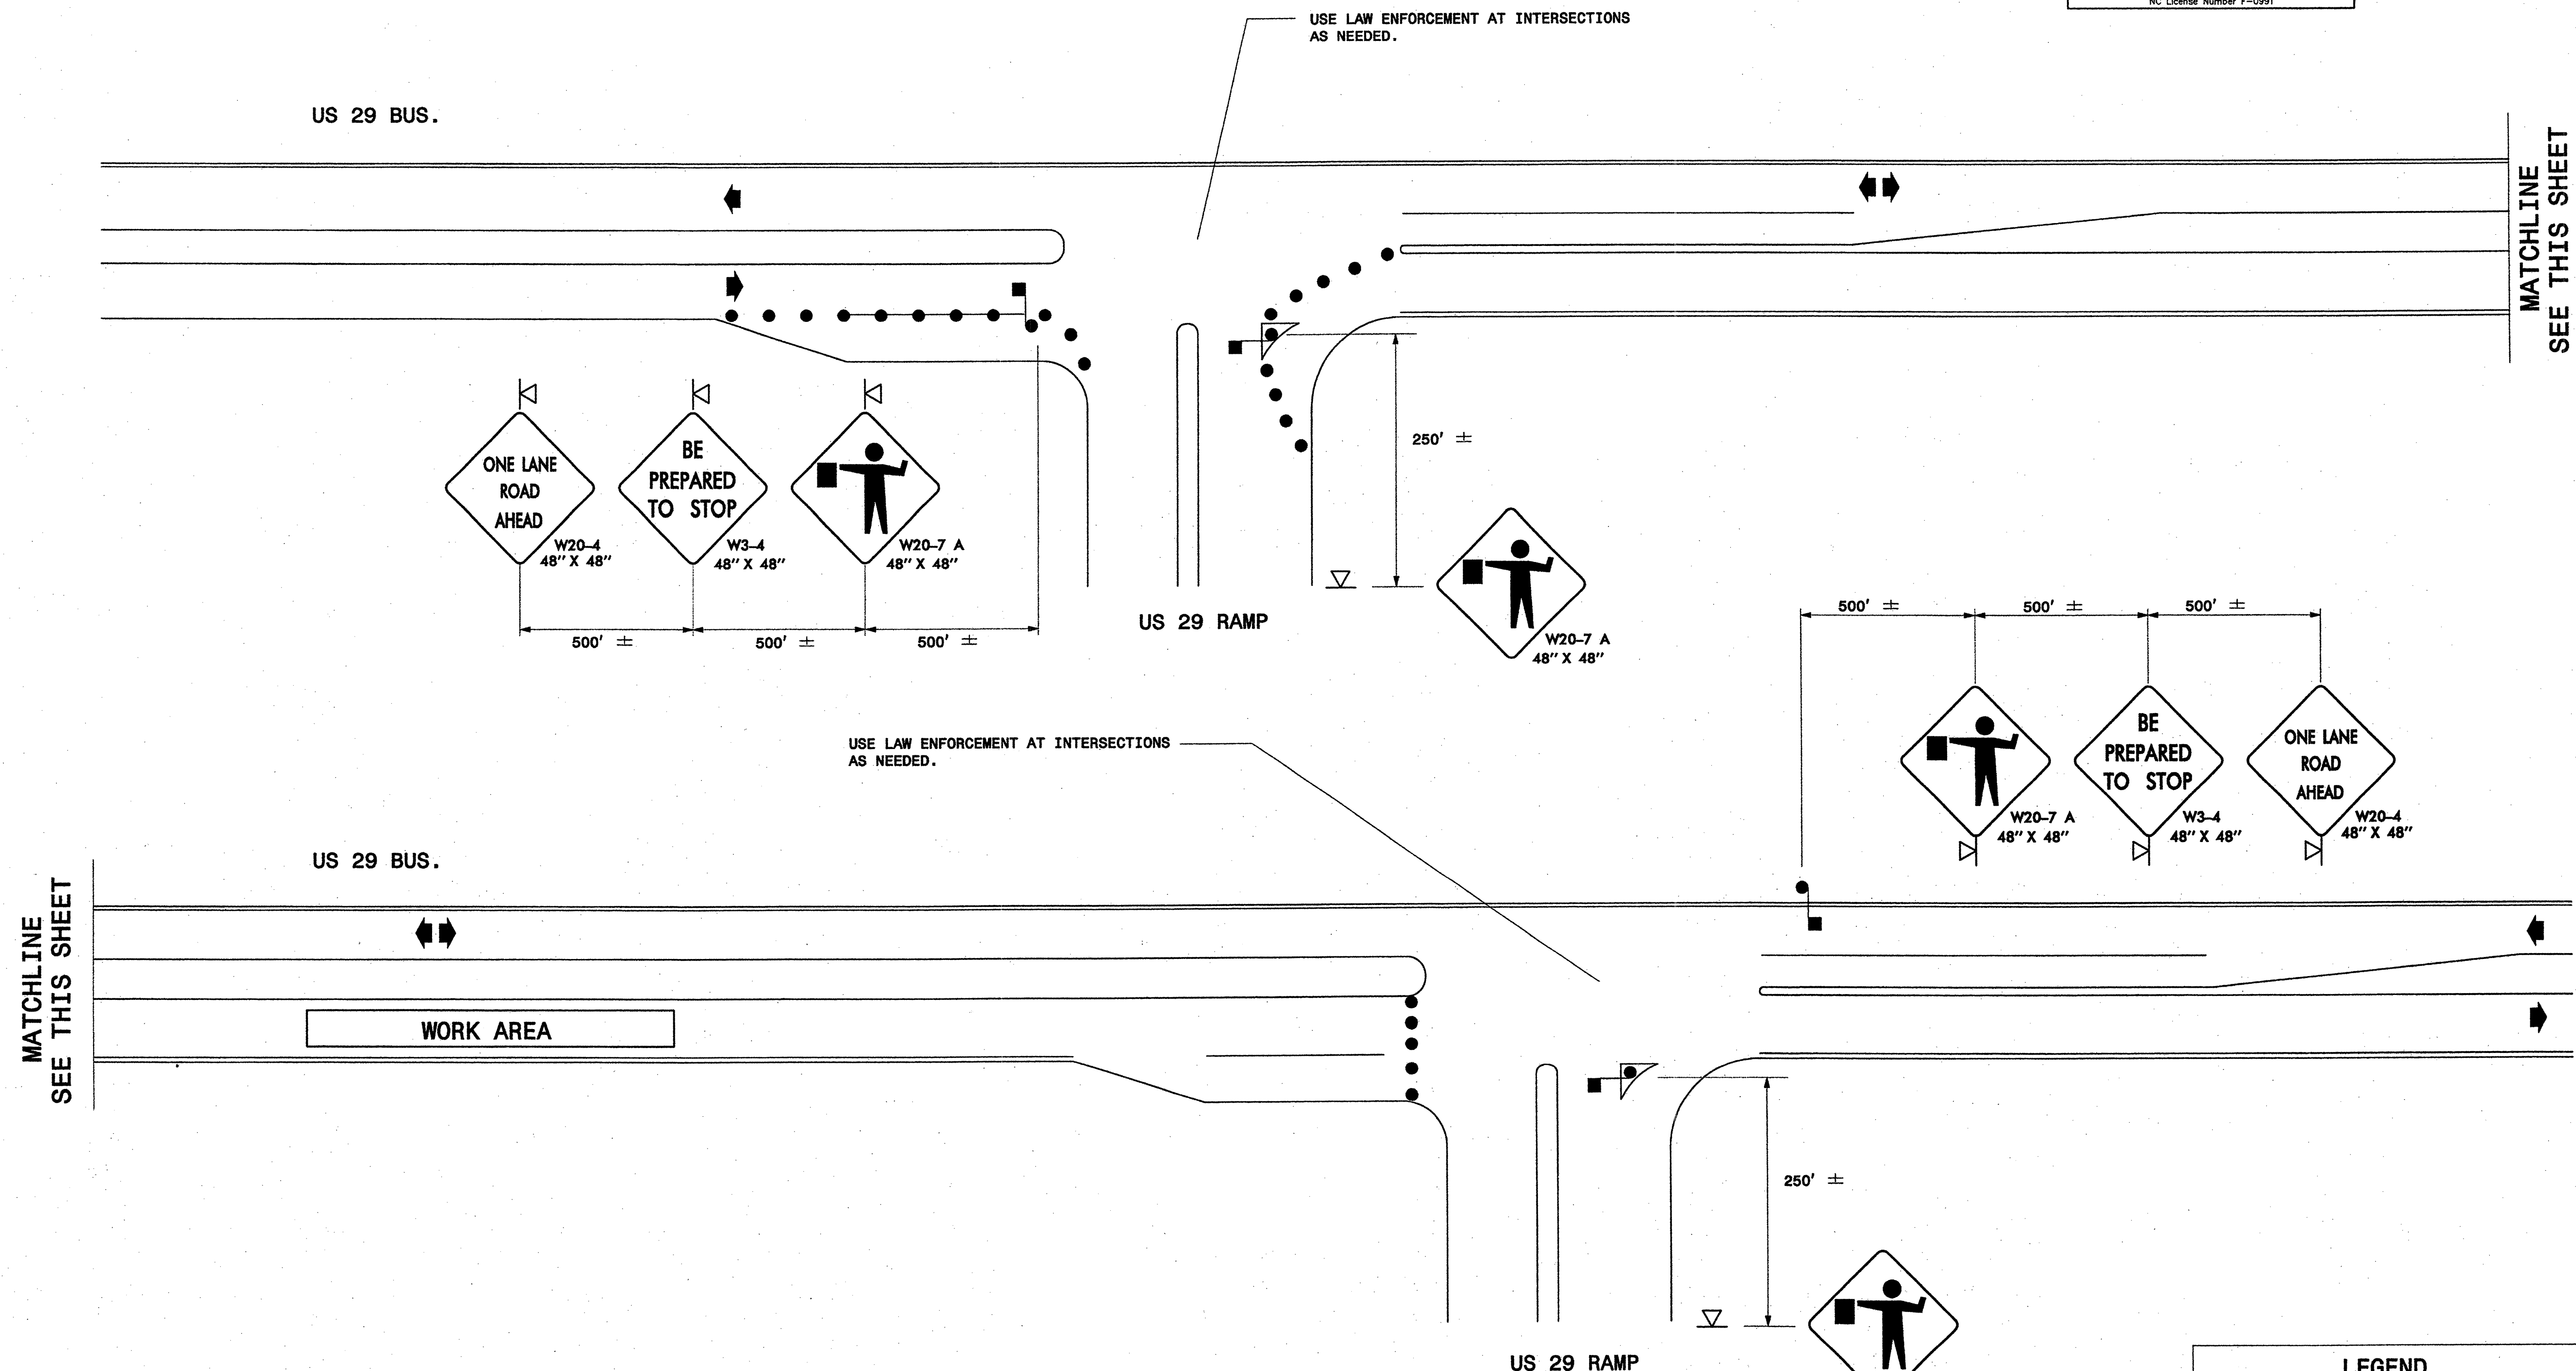 NC License Number F-0991
USE LAW ENFORCEMENT AT INTERSECTIONS
AS NEEDED.
US 29 BUS.
MATCHLINE
SEE THIS SHEET
ONE LANE
ROAD
AHEAD
W20-4
48" X 48"
BE
PREPARED
TO STOP
W3-4
48" X 48"
W20-7 A
48" X 48"
500' ±
500' ±
500' ±
250' ±
US 29 RAMP
W20-7 A
48" X 48"
500' ±
500' ±
500' ±
W20-7 A
48" X 48"
BE
PREPARED
TO STOP
W3-4
48" X 48"
ONE LANE
ROAD
AHEAD
W20-4
48" X 48"
USE LAW ENFORCEMENT AT INTERSECTIONS
AS NEEDED.
US 29 BUS.
MATCHLINE
SEE THIS SHEET
WORK AREA
250' ±
US 29 RAMP
LEGEND